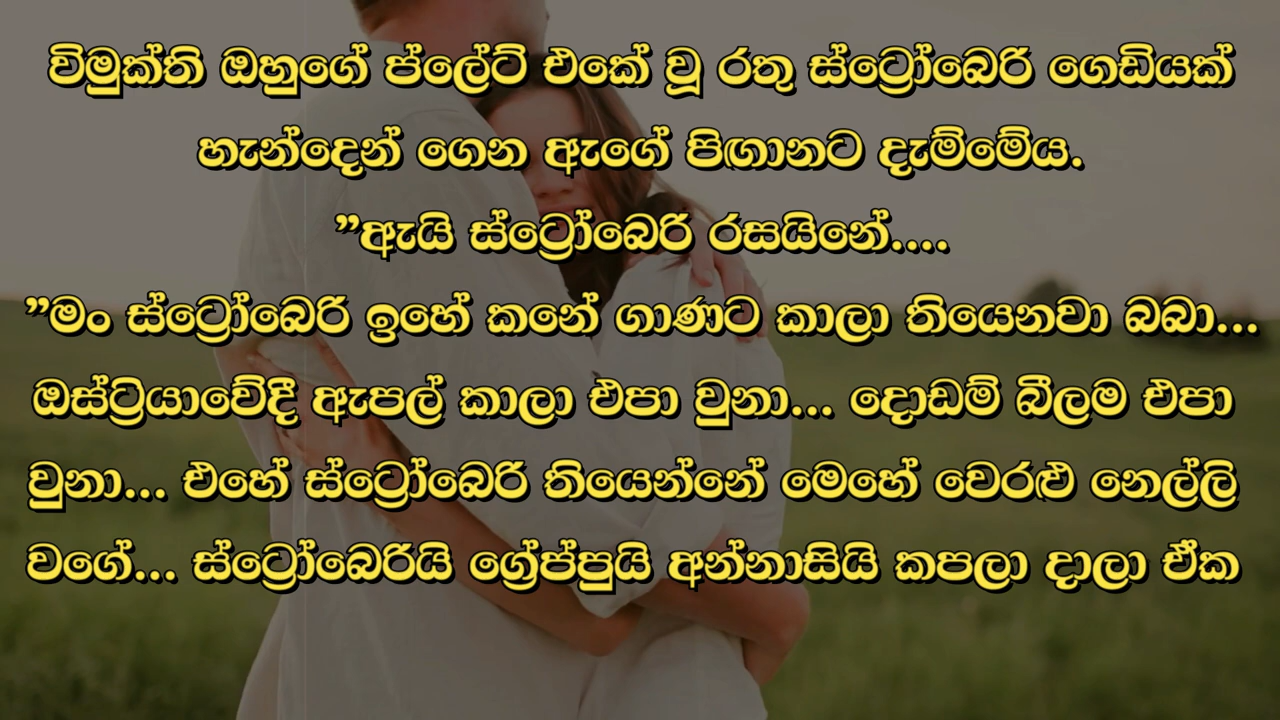 විමුක්ති ඔහුගේ ප්ලේට් එකේ වූ රතු ස්ට්‍රෝබෙරි ගෙඩියක්
හැන්දෙන් ගෙන ඇගේ පිඟානට දැම්මේය.
”ඇයි ස්ට්‍රෝබෙරි රසයිනේ....
”මං ස්ට්‍රෝබෙරි ඉහේ කනේ ගාණට කාලා තියෙනවා බබා...
ඔස්ට්‍රියාවේදී ඇපල් කාලා එපා වුනා... දොඩම් බීලම එපා
වුනා... එහේ ස්ට්‍රෝබෙරි තියෙන්නේ මෙහේ වෙරළු නෙල්ලි
වගේ... ස්ට්‍රෝබෙරියි ග්‍රේප්පුයි අන්නාසියි කපලා දාලා ඒක